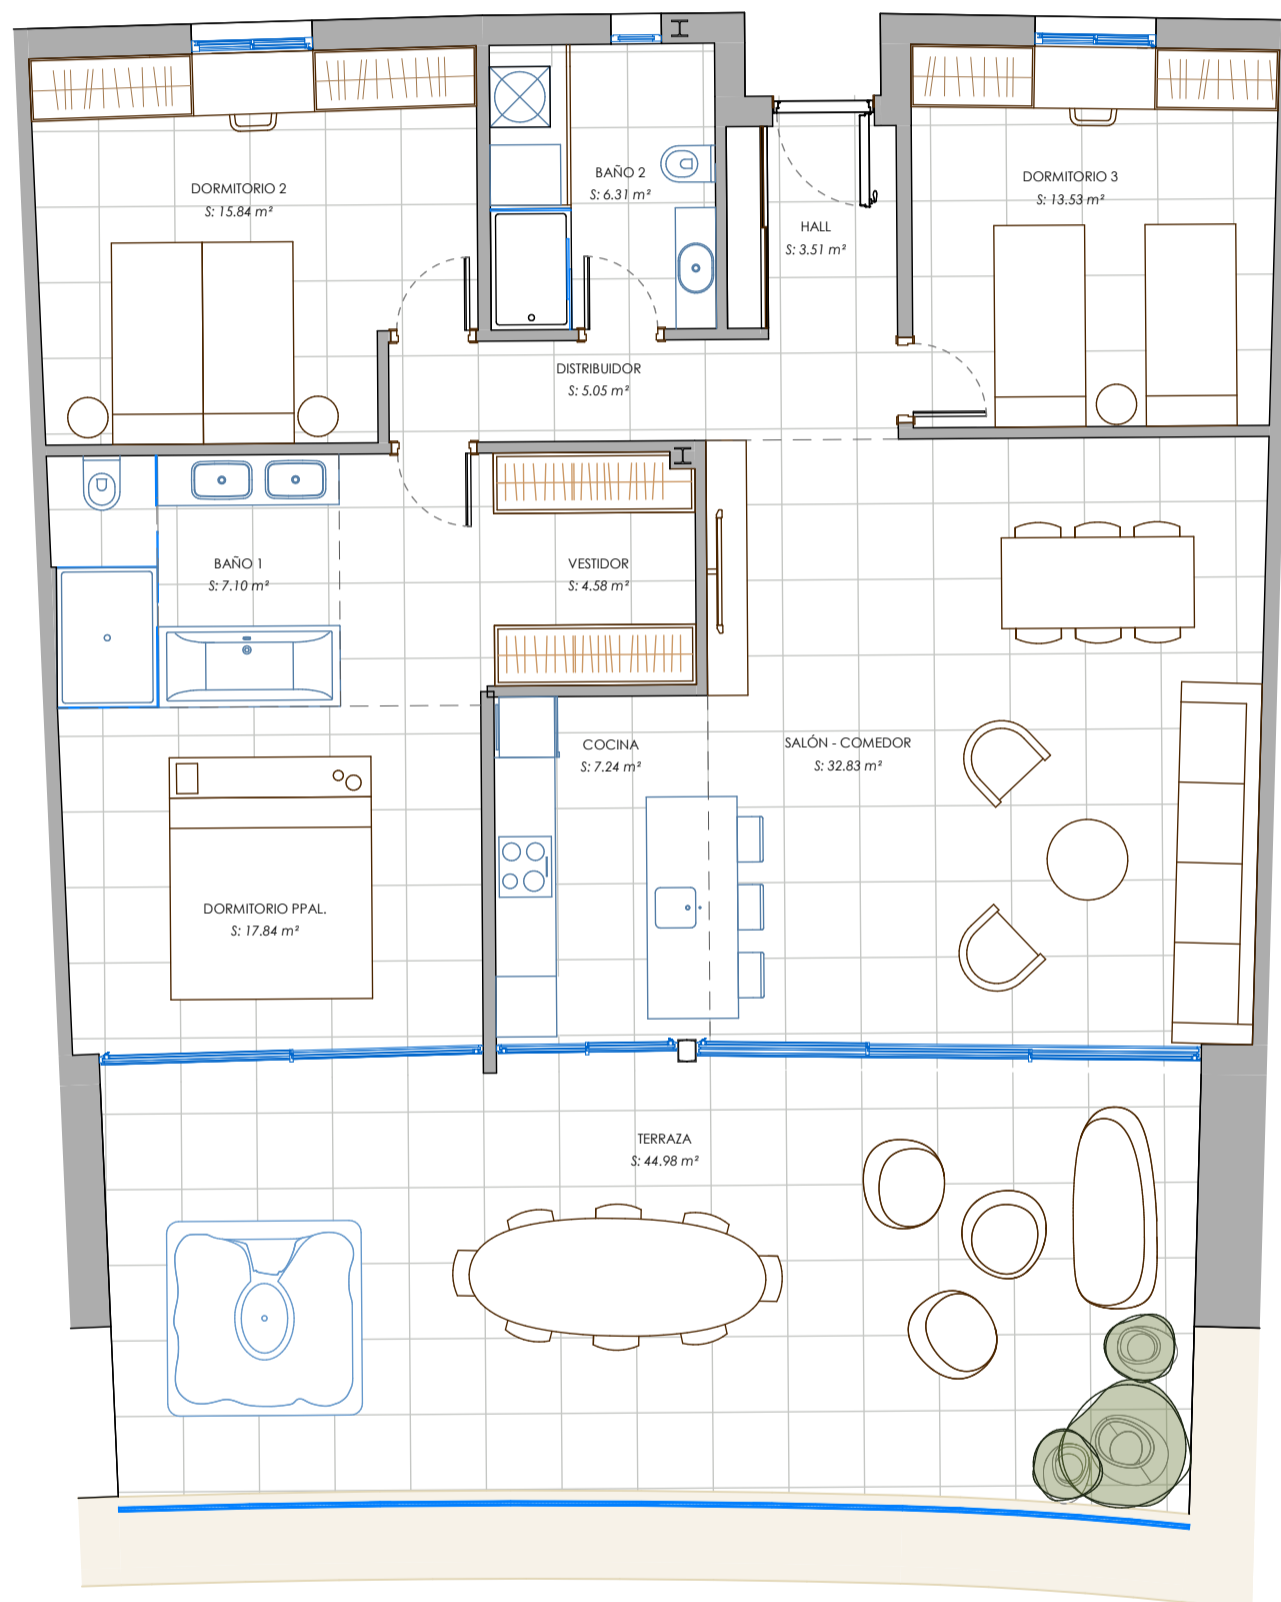 DORMITORIO 2
S: 15.84 m²
BAÑO 2
S: 6.31 m²
HALL
S: 3.51 m²
DORMITORIO 3
S: 13.53 m²
DISTRIBUIDOR
S: 5.05 m²
BAÑO 1
S: 7.10 m²
VESTIDOR
S: 4.58 m²
COCINA
S: 7.24 m²
SALÓN - COMEDOR
S: 32.83 m²
DORMITORIO PPAL.
S: 17.84 m²
TERRAZA
S: 44.98 m²